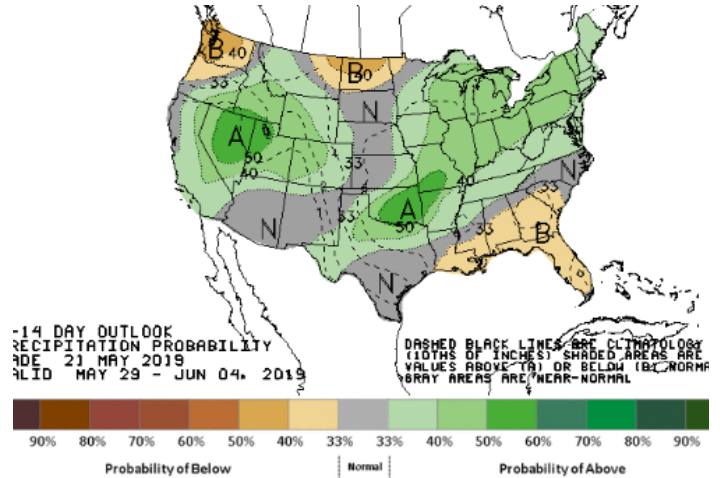 B 40
B 40
33
N
A
50
40
33
33
A
50
40
N
N
33
33
B
N
-14 DAY OUTLOOK
RECIPITATION PROBABILITY
ADE 21 MAY 2019
ALID MAY 29 - JUN 04, 2019
DASHED BLACK LINES ARE CLIMATOLOGY
(10THS OF INCHES) SHADED AREAS ARE
VALUES ABOVE (A) OR BELOW (B) NORMA
GRAY AREAS ARE NEAR-NORMAL
90% 80% 70% 60% 50% 40% 33% 33% 40% 50% 60% 70% 80% 90%
Probability of Below Normal Probability of Above